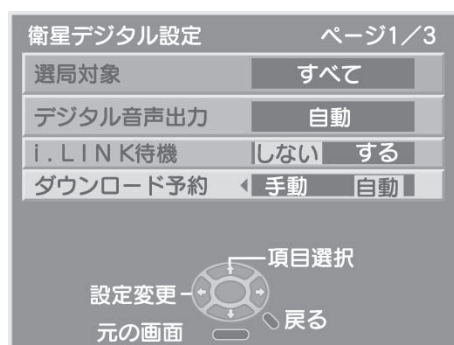 衛星デジタル設定 ページ1／3
選局対象 すべて
デジタル音声出力 自動
i.LINK待機 しない する
ダウンロード予約 手動 自動
項目選択
設定変更
戻る
元の画面